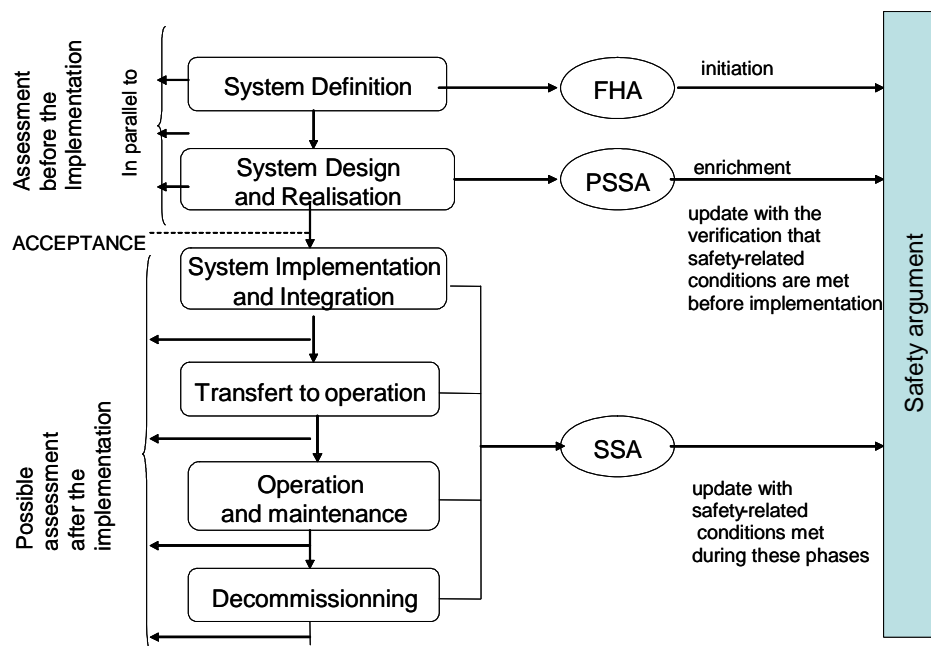 Assessment
before the
Implementation
In parallel to
System Definition
FHA
initiation
System Design
and Realisation
PSSA
enrichment
update with the
verification that
safety-related
conditions are met
before implementation
ACCEPTANCE
System Implementation
and Integration
Transfert to operation
Possible
assessment
after the
implementation
SSA
Operation
and maintenance
update with
safety-related
conditions met
during these phases
Decommissionning
Safety argument